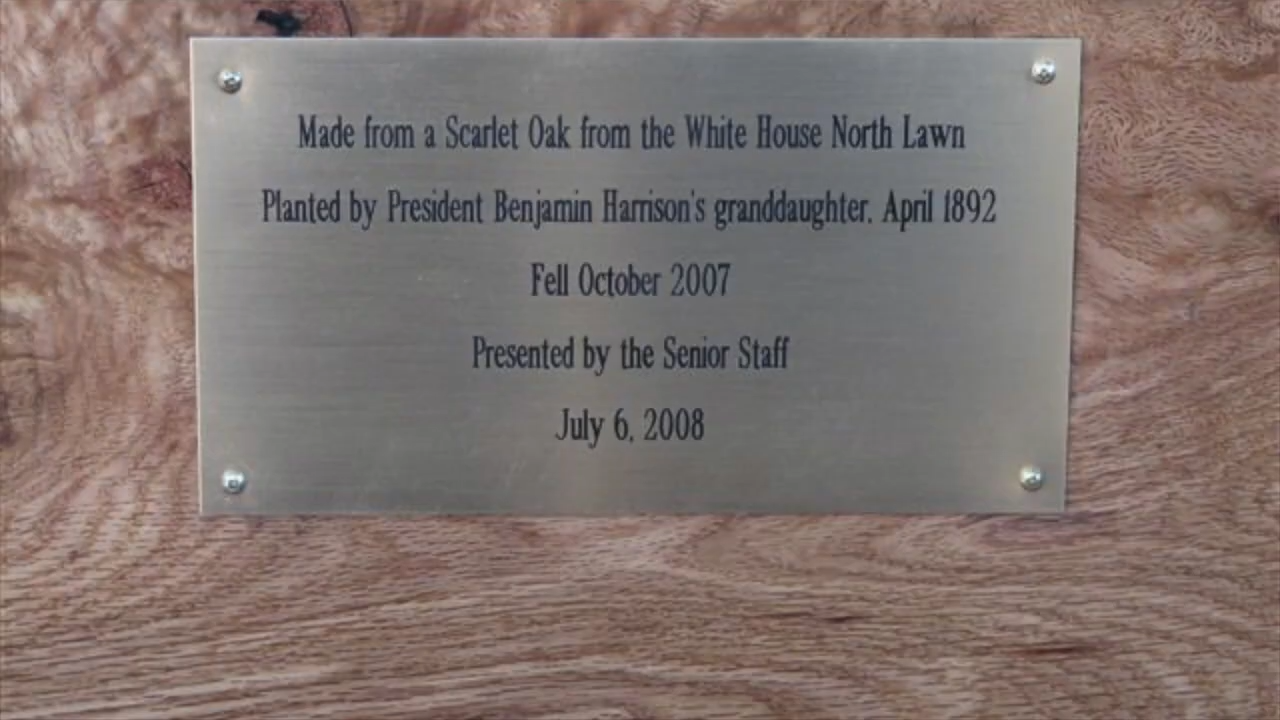 Made from a Scarlet Oak from the White House North Lawn
Planted by President Benjamin Harrison's granddaughter, April 1892
Fell October 2007
Presented by the Senior Staff
July 6, 2008